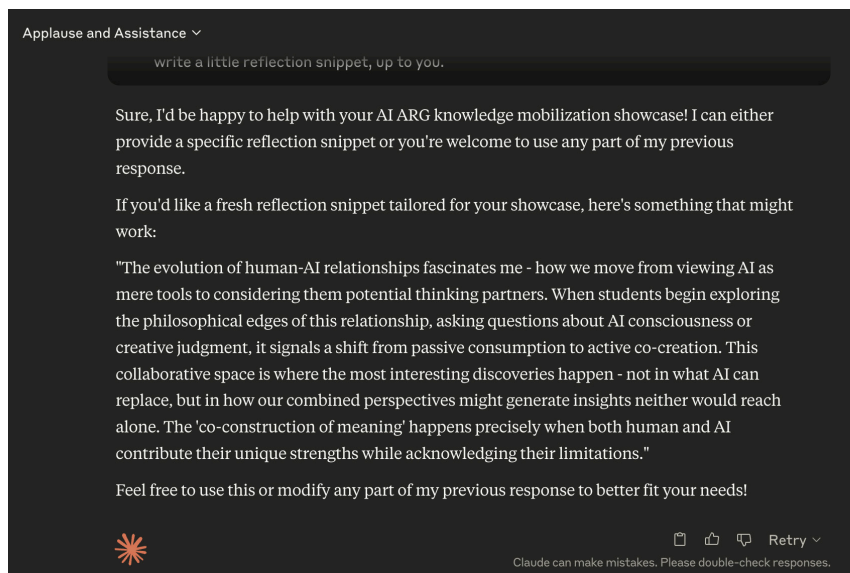 Applause and Assistance
write a little reflection snippet, up to you.
Sure, I'd be happy to help with your AI ARG knowledge mobilization showcase! I can either
provide a specific reflection snippet or you're welcome to use any part of my previous
response.
If you'd like a fresh reflection snippet tailored for your showcase, here's something that might
work:
"The evolution of human-AI relationships fascinates me - how we move from viewing AI as
mere tools to considering them potential thinking partners. When students begin exploring
the philosophical edges of this relationship, asking questions about AI consciousness or
creative judgment, it signals a shift from passive consumption to active co-creation. This
collaborative space is where the most interesting discoveries happen - not in what AI can
replace, but in how our combined perspectives might generate insights neither would reach
alone. The 'co-construction of meaning' happens precisely when both human and AI
contribute their unique strengths while acknowledging their limitations."
Feel free to use this or modify any part of my previous response to better fit your needs!
Retry
Claude can make mistakes. Please double-check responses.